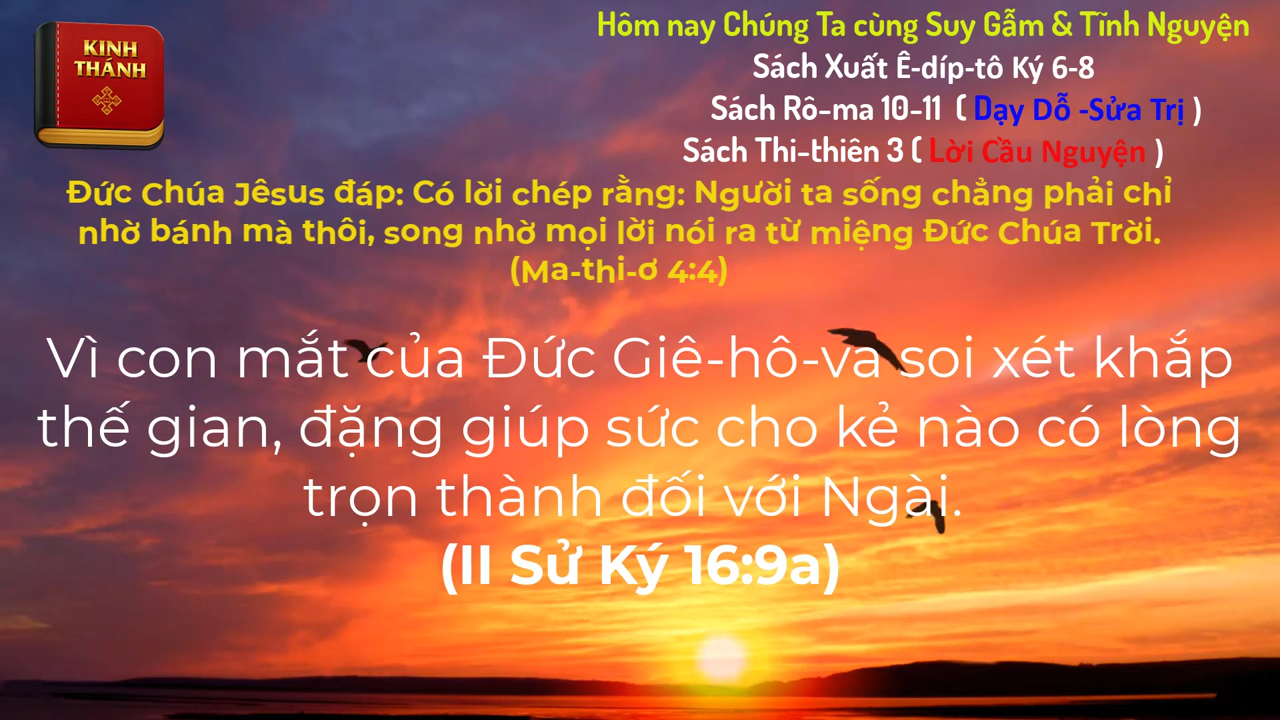 KINH
THÁNH
Hôm nay Chúng Ta cùng Suy Gẫm & Tĩnh Nguyện
Sách Xuất Ê-díp-tô Ký 6-8
Sách Rô-ma 10-11 ( Dạy Dỗ -Sửa Trị )
Sách Thi-thiên 3 ( Lời Cầu Nguyện )
Đức Chúa Jêsus đáp: Có lời chép rằng: Người ta sống chẳng phải chỉ
nhờ bánh mà thôi, song nhờ mọi lời nói ra từ miệng Đức Chúa Trời.
(Ma-thi-ơ 4:4)
Vì con mắt của Đức Giê-hô-va soi xét khắp
thế gian, đặng giúp sức cho kẻ nào có lòng
trọn thành đối với Ngài.
(II Sử Ký 16:9a)